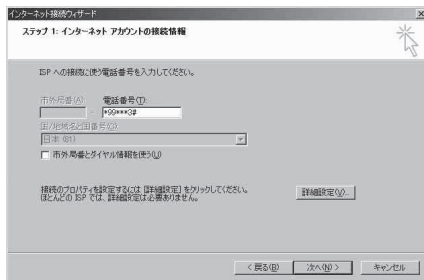 インターネット接続ウィザード
ステップ 1: インターネット アカウントの接続情報
ISP への接続に使う電話番号を入力してください。
市外局番(A): 電話番号(T):
*99***3#
国/地域名と国番号(O)
日本 (81)
市外局番とダイヤル情報を使う(U)
接続のプロパティを設定するには [詳細設定] をクリックしてください。
ほとんどの ISP では、詳細設定は必要ありません。
詳細設定(V)...
< 戻る(B) 次へ(N) > キャンセル